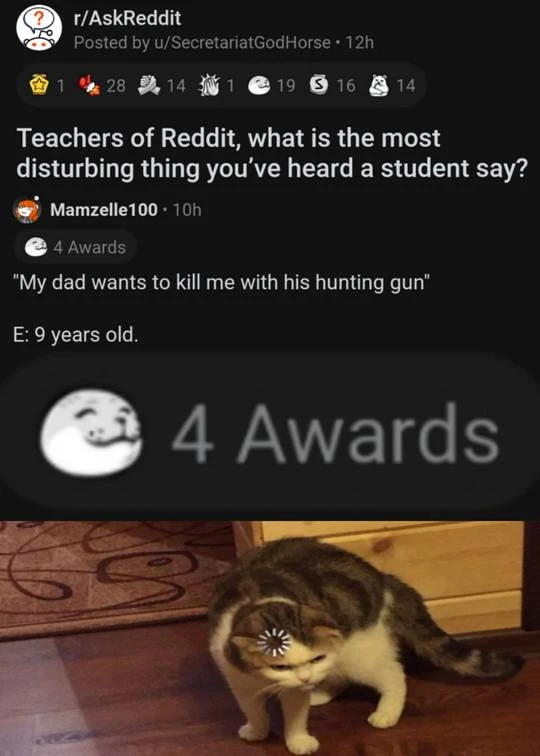 r/AskReddit
Posted by u/SecretariatGodHorse • 12h
1 28 14 1 19 S 16 14
Teachers of Reddit, what is the most
disturbing thing you've heard a student say?
Mamzelle100 • 10h
4 Awards
"My dad wants to kill me with his hunting gun"
E: 9 years old.
4 Awards